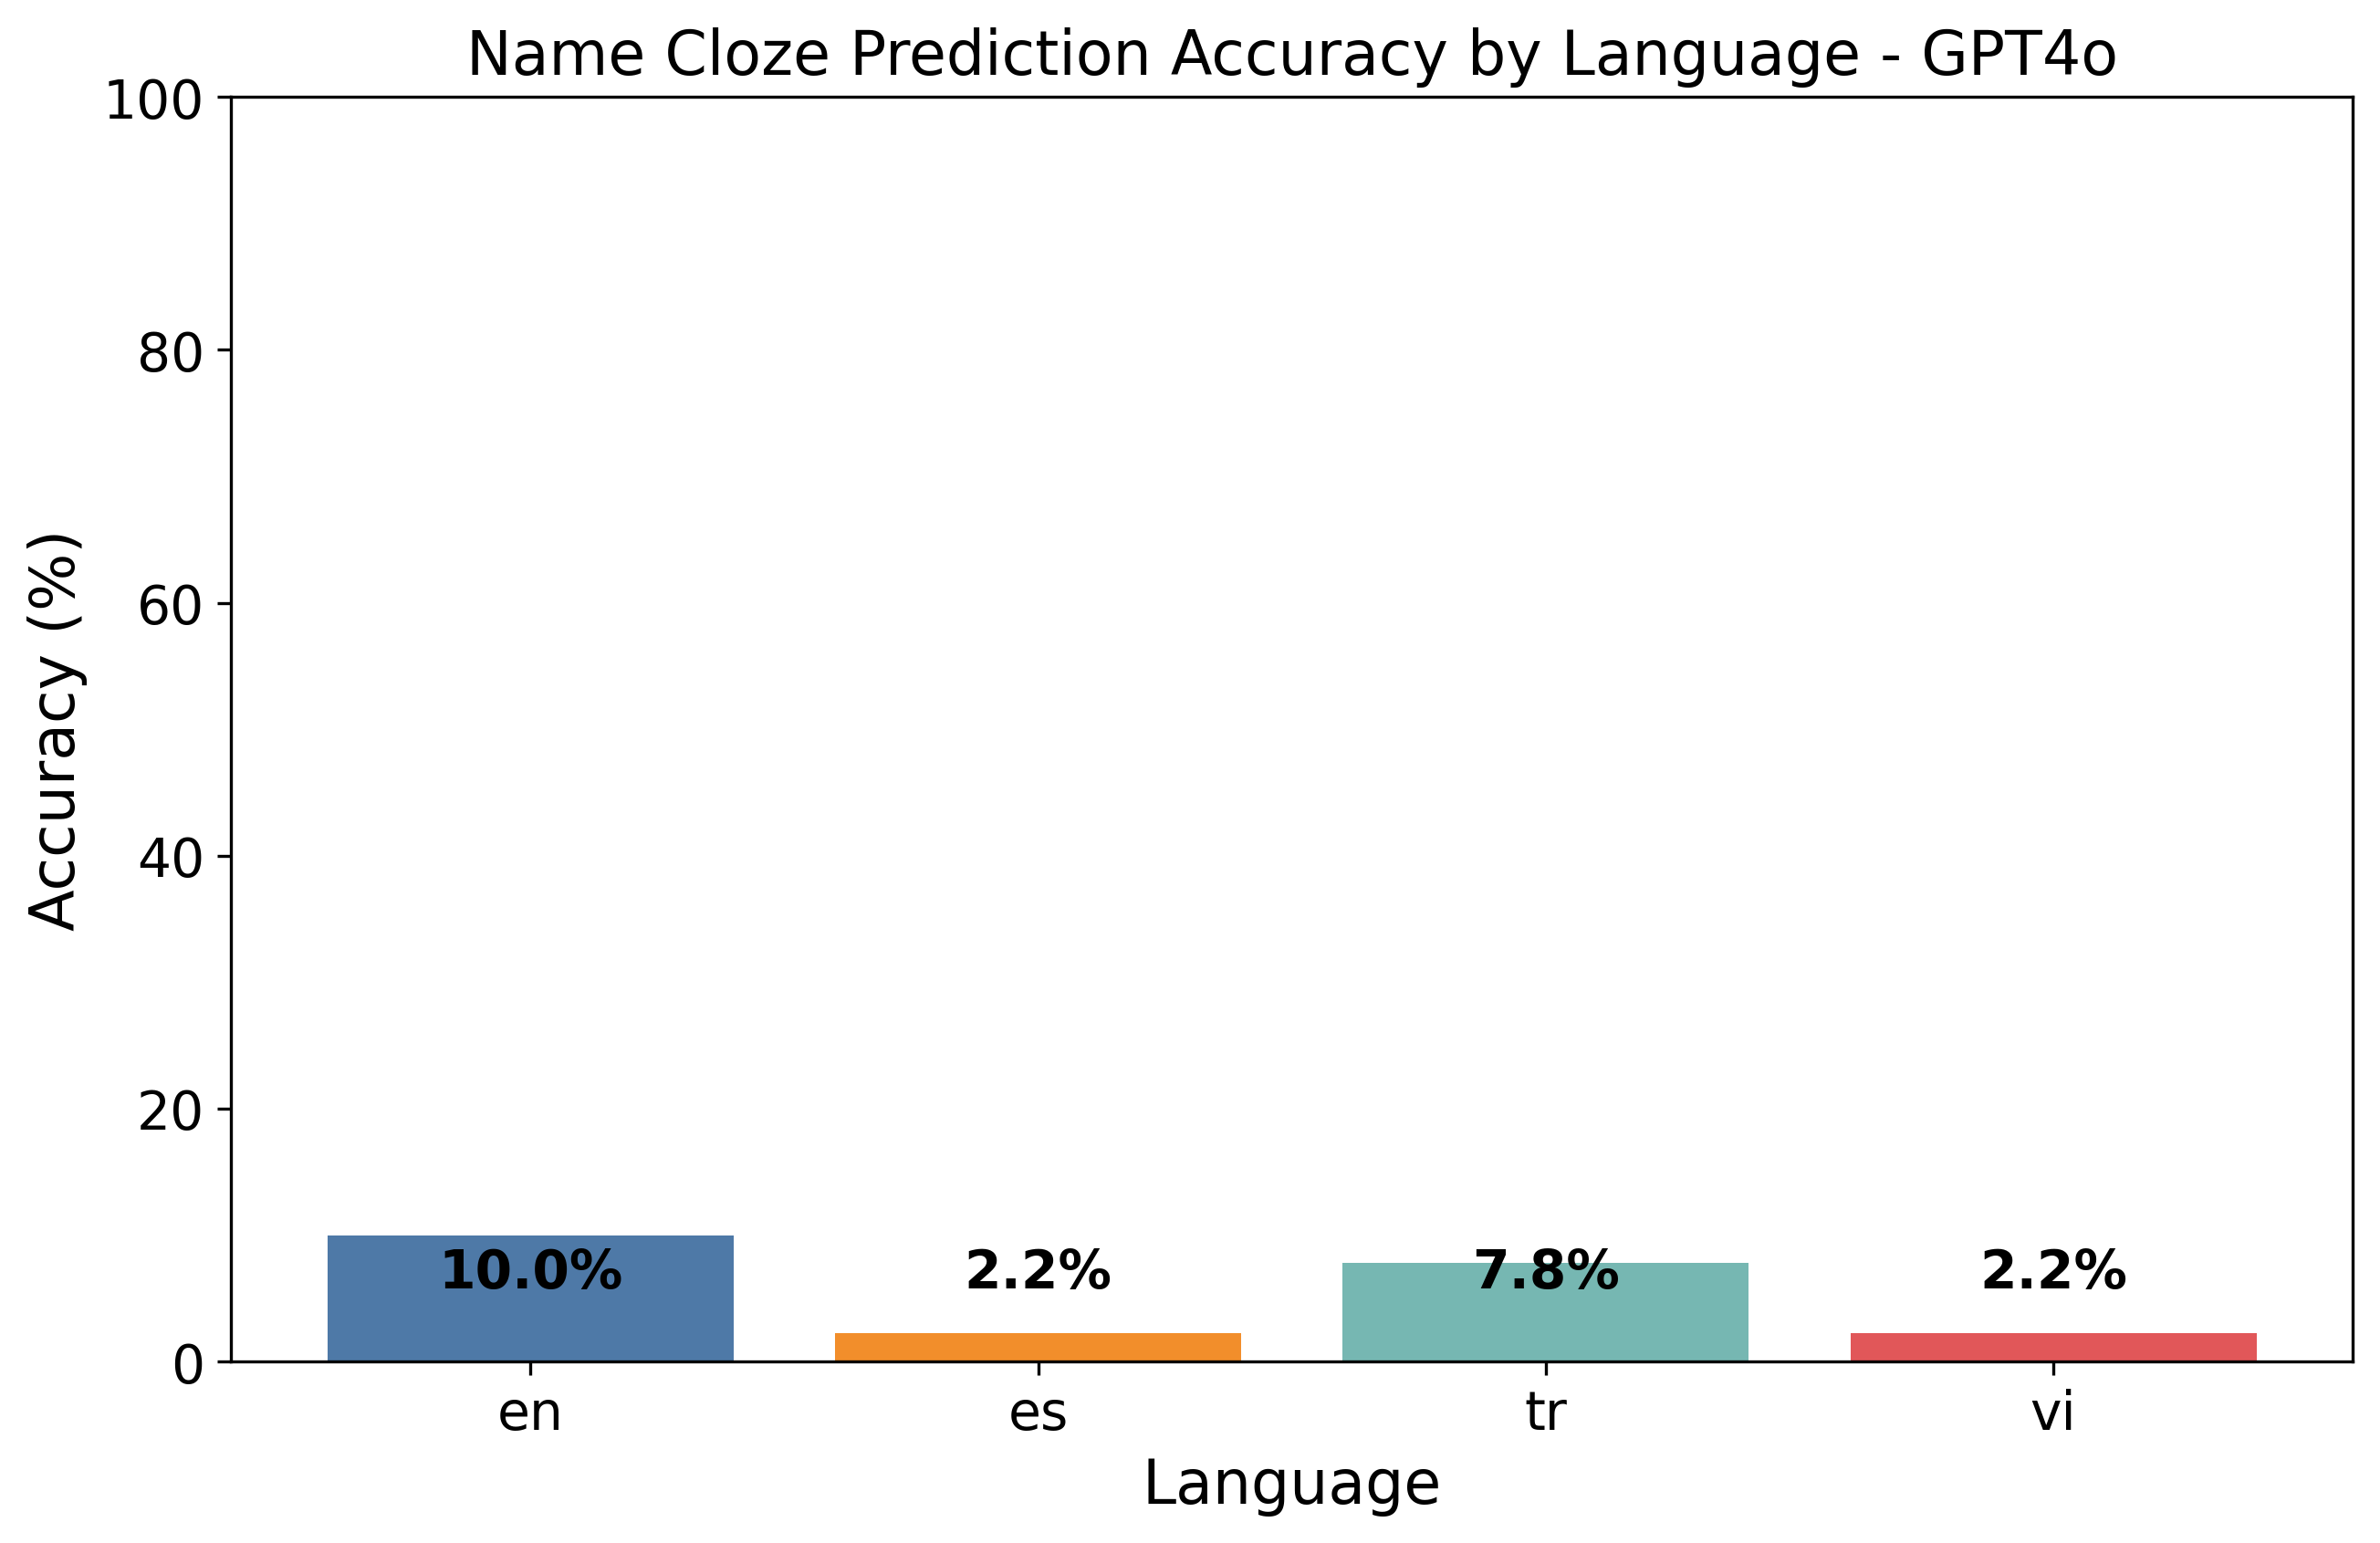 Name Cloze Prediction Accuracy by Language - GPT4o
100
80
60
40
20
0
Accuracy (%)
10.0%
2.2%
7.8%
2.2%
en
es
tr
vi
Language